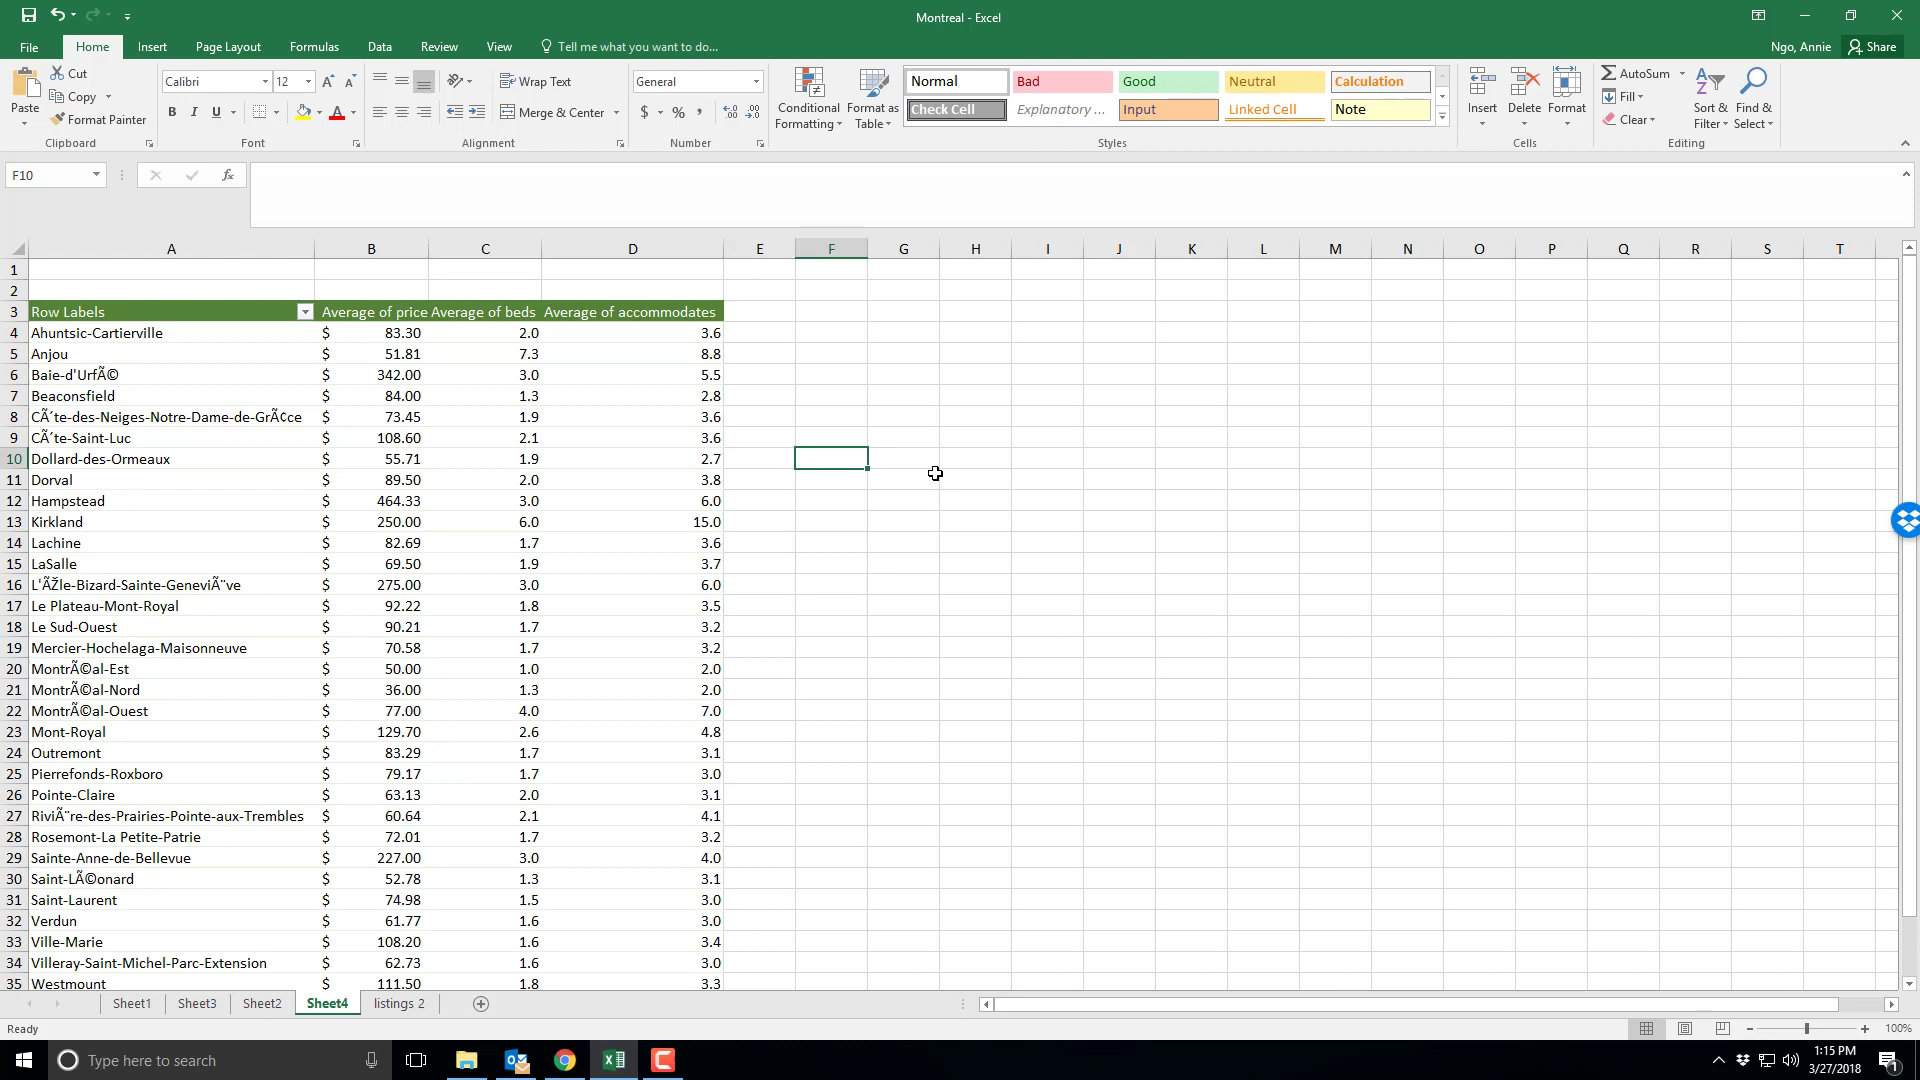 Montreal - Excel
File Home Insert Page Layout Formulas Data Review View Tell me what you want to do... Ngo, Annie Share
Paste Cut Copy Format Painter Clipboard
Calibri 12 B I U Font
Wrap Text Merge & Center Alignment
General $ % , Number
Conditional Formatting Format as Table
Normal Bad Good Neutral Calculation
Check Cell Explanatory ... Input Linked Cell Note
Styles
Insert Delete Format Cells
AutoSum Fill Clear Sort & Filter Find & Select Editing
F10 fx
A B C D E F G H I J K L M N O P Q R S T
1
2
3 Row Labels Average of price Average of beds Average of accommodates
4 Ahuntsic-Cartierville $ 83.30 2.0 3.6
5 Anjou $ 51.81 7.3 8.8
6 Baie-d'UrfÃ© $ 342.00 3.0 5.5
7 Beaconsfield $ 84.00 1.3 2.8
8 CÃ´te-des-Neiges-Notre-Dame-de-GrÃ¢ce $ 73.45 1.9 3.6
9 CÃ´te-Saint-Luc $ 108.60 2.1 3.6
10 Dollard-des-Ormeaux $ 55.71 1.9 2.7
11 Dorval $ 89.50 2.0 3.8
12 Hampstead $ 464.33 3.0 6.0
13 Kirkland $ 250.00 6.0 15.0
14 Lachine $ 82.69 1.7 3.6
15 LaSalle $ 69.50 1.9 3.7
16 L'ÃŽle-Bizard-Sainte-GeneviÃ¨ve $ 275.00 3.0 6.0
17 Le Plateau-Mont-Royal $ 92.22 1.8 3.5
18 Le Sud-Ouest $ 90.21 1.7 3.2
19 Mercier-Hochelaga-Maisonneuve $ 70.58 1.7 3.2
20 MontrÃ©al-Est $ 50.00 1.0 2.0
21 MontrÃ©al-Nord $ 36.00 1.3 2.0
22 MontrÃ©al-Ouest $ 77.00 4.0 7.0
23 Mont-Royal $ 129.70 2.6 4.8
24 Outremont $ 83.29 1.7 3.1
25 Pierrefonds-Roxboro $ 79.17 1.7 3.0
26 Pointe-Claire $ 63.13 2.0 3.1
27 RiviÃ¨re-des-Prairies-Pointe-aux-Trembles $ 60.64 2.1 4.1
28 Rosemont-La Petite-Patrie $ 72.01 1.7 3.2
29 Sainte-Anne-de-Bellevue $ 227.00 3.0 4.0
30 Saint-LÃ©onard $ 52.78 1.3 3.1
31 Saint-Laurent $ 74.98 1.5 3.0
32 Verdun $ 61.77 1.6 3.0
33 Ville-Marie $ 108.20 1.6 3.4
34 Villeray-Saint-Michel-Parc-Extension $ 62.73 1.6 3.0
35 Westmount $ 111.50 1.8 3.3
Sheet1 Sheet3 Sheet2 Sheet4 listings 2
Ready 100%
Type here to search
1:15 PM
3/27/2018